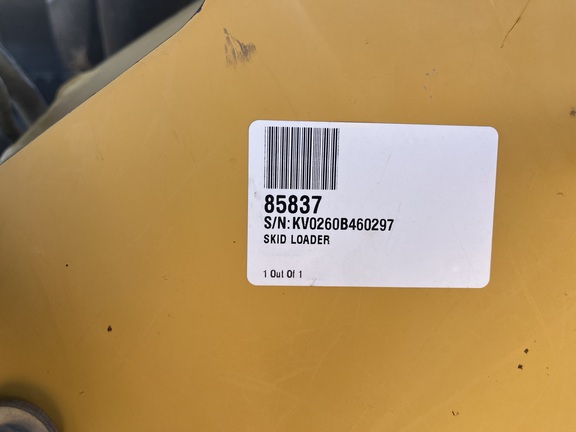 85837
S/N: KV0260B460297
SKID LOADER
1 Out Of 1